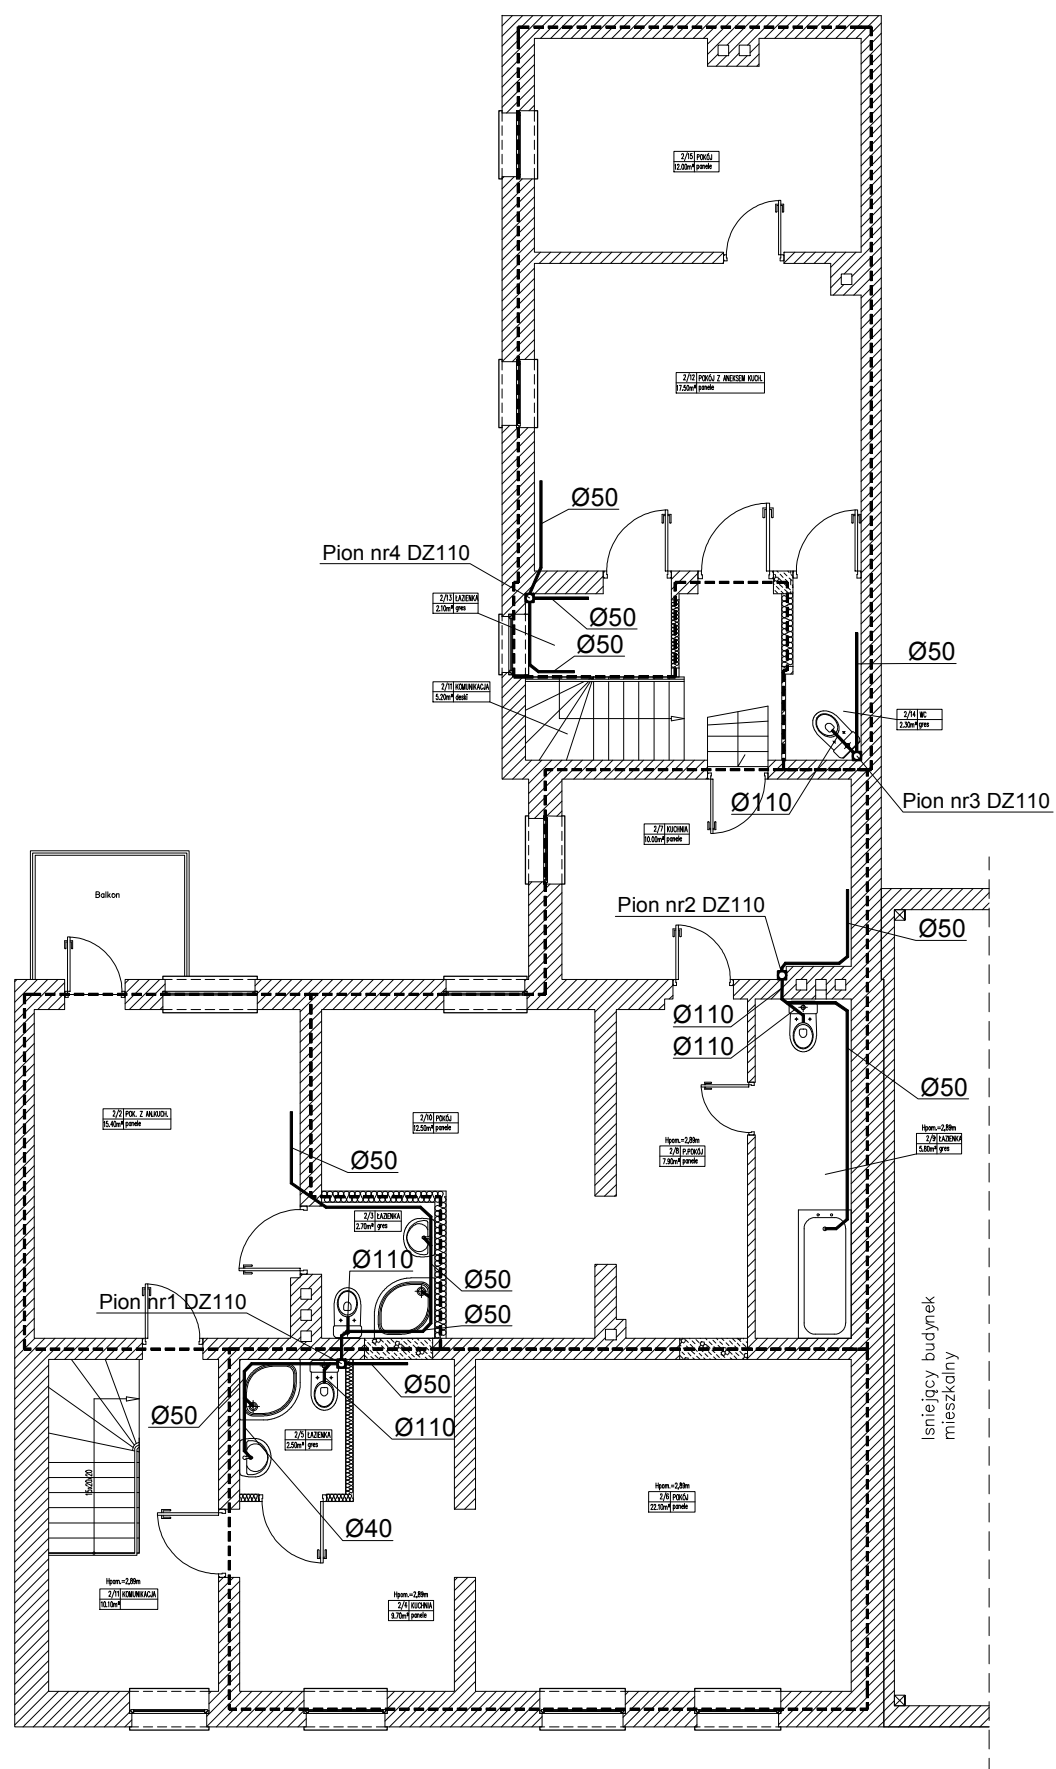 2/15 POKÓJ
12.00m² panele
2/12 POKÓJ Z ANEKSEM KUCH.
17.50m² panele
Ø50
Pion nr4 DZ110
2/13 ŁAZIENKA
2.10m² gres
Ø50
Ø50
Ø50
2/11 KOMUNIKACJA
5.20m² deski
2/14 WC
2.30m² gres
Ø110
Pion nr3 DZ110
2/7 KUCHNIA
10.00m² panele
Balkon
Pion nr2 DZ110
Ø50
Ø110
Ø110
Ø50
2/2 POK. Z AN.KUCH.
15.40m² panele
2/10 POKÓJ
12.50m² panele
Hpom.=2,89m
2/8 P.POKÓJ
7.90m² panele
Hpom.=2,89m
2/9 ŁAZIENKA
5.80m² gres
Ø50
2/3 ŁAZIENKA
2.70m² gres
Ø110
Ø50
Pion nr1 DZ110
Ø50
Ø50
Ø50
Ø110
2/5 ŁAZIENKA
2.50m² gres
Isniejący budynek
mieszkalny
15x20x20
Hpom.=2,89m
2/6 POKÓJ
22.10m² panele
Ø40
Hpom.=2,89m
2/11 KOMUNIKACJA
10.10m²
Hpom.=2,89m
2/4 KUCHNIA
9.70m² panele